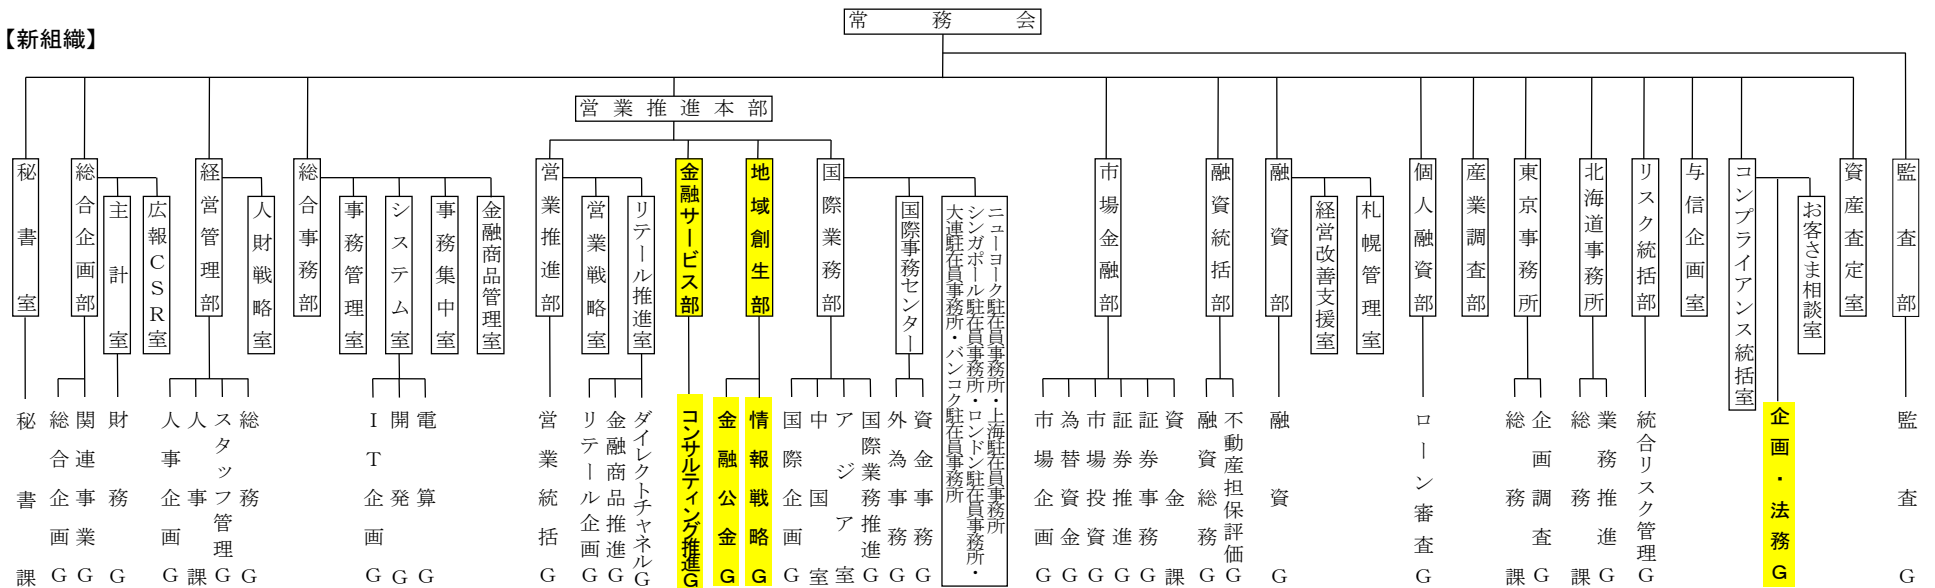 常務会
【新組織】
営業推進本部
秘書室
総合企画部
主計室
広報CSR室
経営管理部
人財戦略室
総合事務部
事務管理室
システム室
事務集中室
金融商品管理室
営業推進部
営業戦略室
リテール推進室
金融サービス部
地域創生部
国際業務部
国際事務センター
ニューヨーク駐在員事務所・上海駐在員事務所
シンガポール駐在員事務所・ロンドン駐在員事務所・
大連駐在員事務所・バンコク駐在員事務所
市場金融部
融資統括部
融資部
経営改善支援室
札幌管理室
個人融資部
産業調査部
東京事務所
北海道事務所
リスク統括部
与信企画室
コンプライアンス統括室
お客さま相談室
資産査定室
監査部
秘書課
総合企画G
関連事業G
財務G
人事企画G
人事課
スタッフ管理G
総務G
IT企画G
開発G
電算G
営業統括G
リテール企画G
金融商品推進G
ダイレクトチャネルG
コンサルティング推進G
金融公金G
情報戦略G
国際企画G
中国室
アジア室
国際業務推進G
外為事務G
資金事務G
市場企画G
為替資金G
市場投資G
証券推進G
証券事務G
資金課
融資総務G
不動産担保評価G
融資G
ローン審査G
総務課
企画調査G
総務課
業務推進G
統合リスク管理G
企画・法務G
監査G